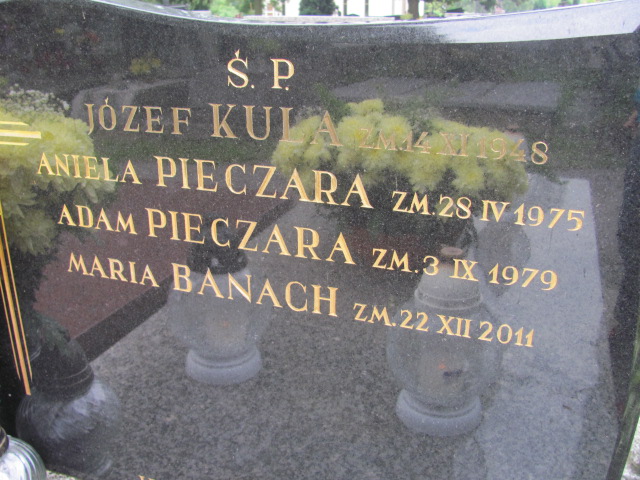 Ś. P.
JÓZEF KULA ZM. 14 XI 1948
ANIELA PIECZARA ZM. 28 IV 1975
ADAM PIECZARA ZM. 3 IX 1979
MARIA BANACH ZM. 22 XII 2011